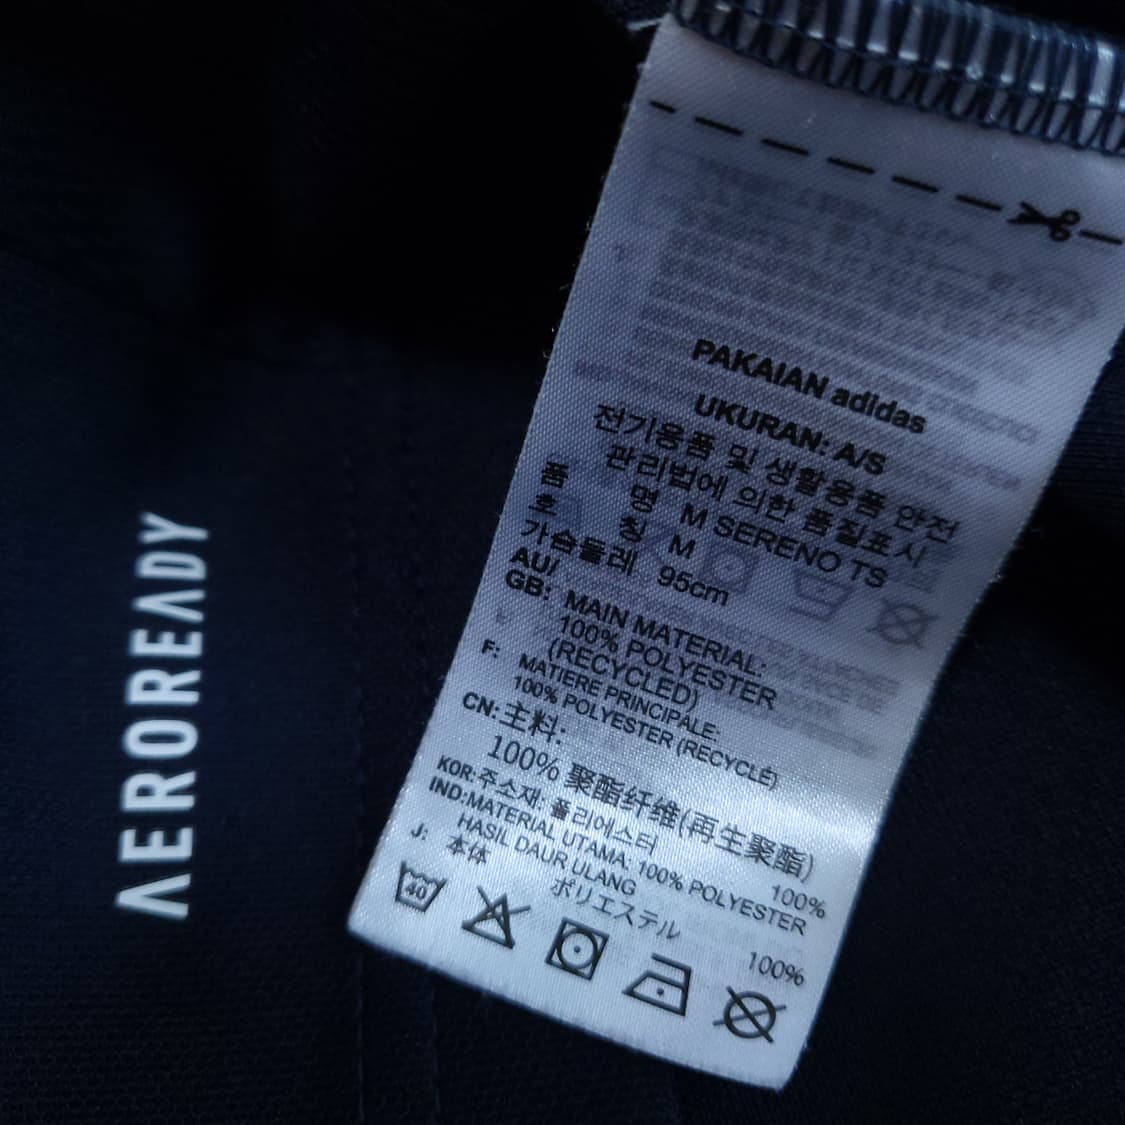 AEROREADY
PAKAIAN adidas
UKURAN: A/S
전기용품 및 생활용품 안전
관리법에 의한 품질표시
품 명 M SERENO TS
호 칭 M
가슴둘레 95cm
AU/
GB: MAIN MATERIAL:
100% POLYESTER
(RECYCLED)
F: MATIERE PRINCIPALE:
100% POLYESTER (RECYCLÉ)
CN: 主料:
100% 聚酯纤维(再生聚酯)
KOR: 주소재: 폴리에스터 100%
IND: MATERIAL UTAMA: 100% POLYESTER
HASIL DAUR ULANG
J: 本体 ポリエステル 100%
40